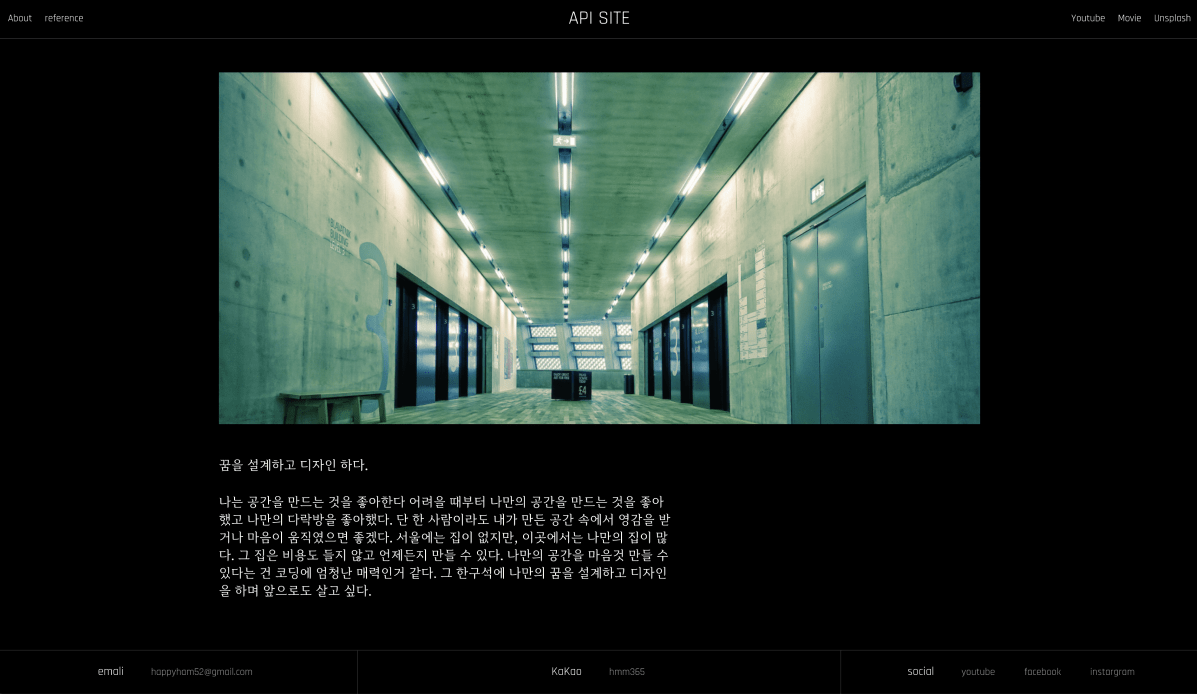 About reference API SITE Youtube Movie Unsplash
3
3
3
£4
꿈을 설계하고 디자인 하다.
나는 공간을 만드는 것을 좋아한다 어려을 때부터 나만의 공간을 만드는 것을 좋아
했고 나만의 다락방을 좋아했다. 단 한 사람이라도 내가 만든 공간 속에서 영감을 받
거나 마음이 움직였으면 좋겠다. 서울에는 집이 없지만, 이곳에서는 나만의 집이 많
다. 그 집은 비용도 들지 않고 언제든지 만들 수 있다. 나만의 공간을 마음껏 만들 수
있다는 건 코딩에 엄청난 매력인거 같다. 그 한구석에 나만의 꿈을 설계하고 디자인
을 하며 앞으로도 살고 싶다.
emali happyhom52@gmail.com KaKao hmm365 social youtube facebook instargram